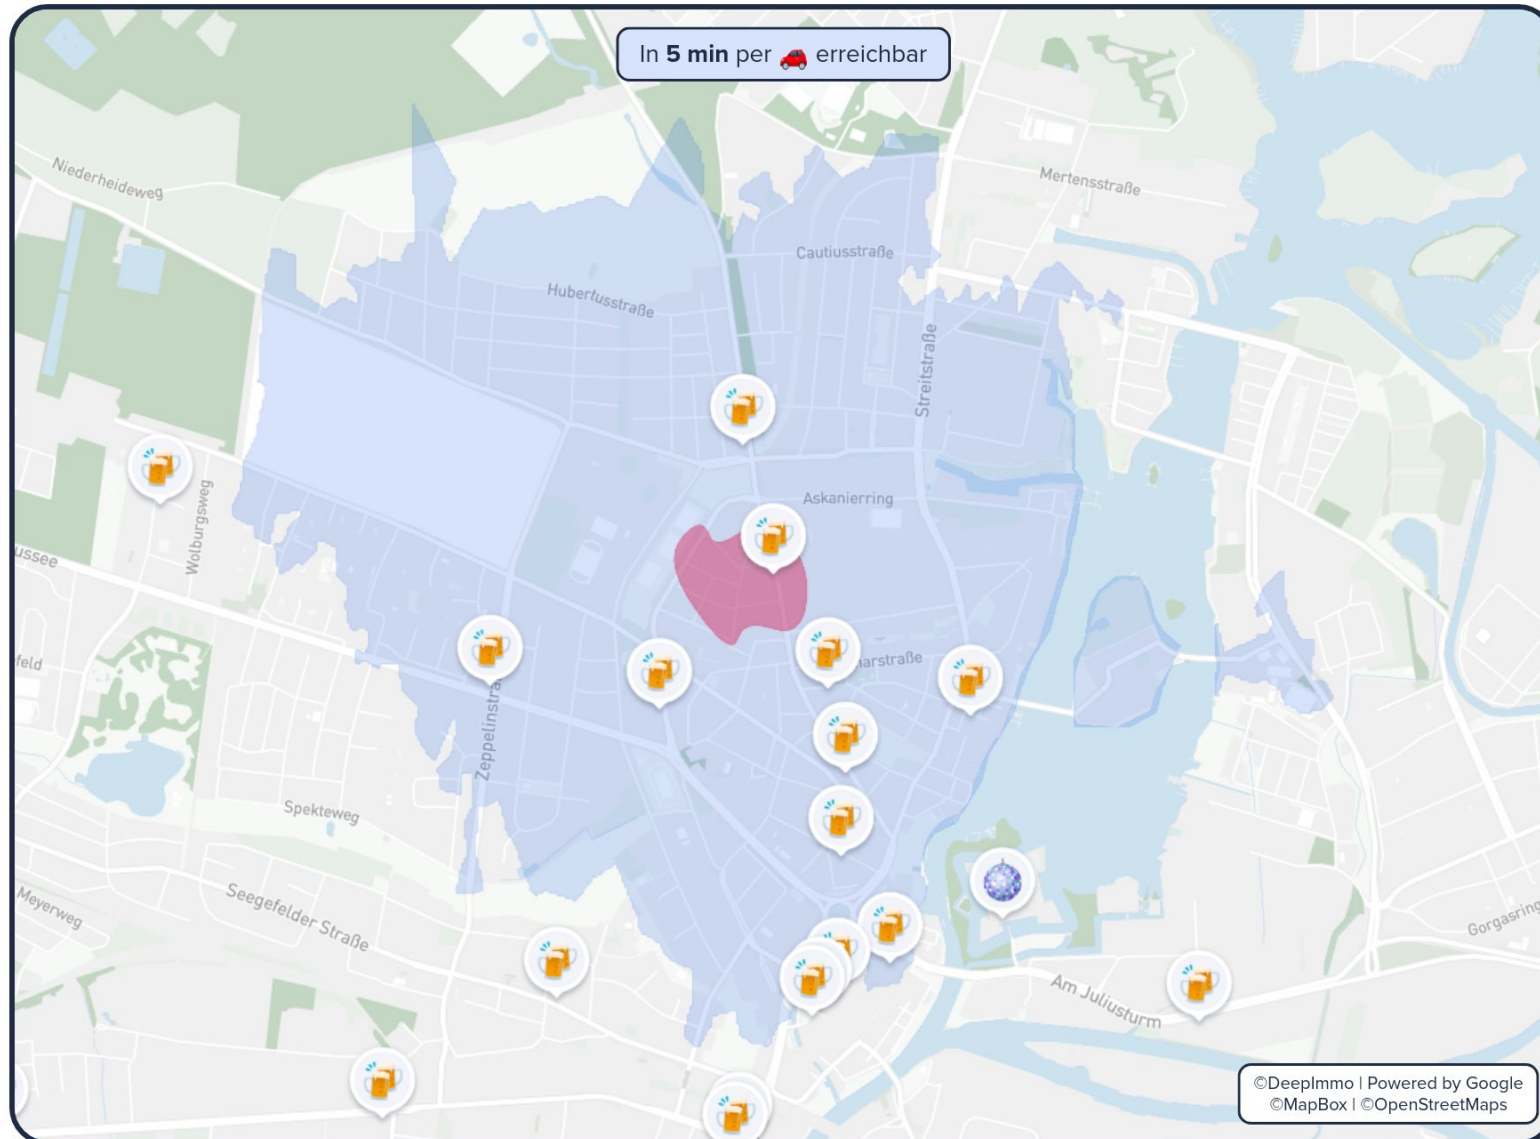 In 5 min per 🚗 erreichbar
Niederheideweg
Mertensstraße
Cautiusstraße
Hubertusstraße
Streitstraße
Askanierring
Wolburgsweg
ussee
feld
narstraße
Zeppelinstra
Spekteweg
Seegefelder Straße
Meyerweg
Gorgasring
Am Juliusturm
©DeepImmo | Powered by Google
©MapBox | ©OpenStreetMaps